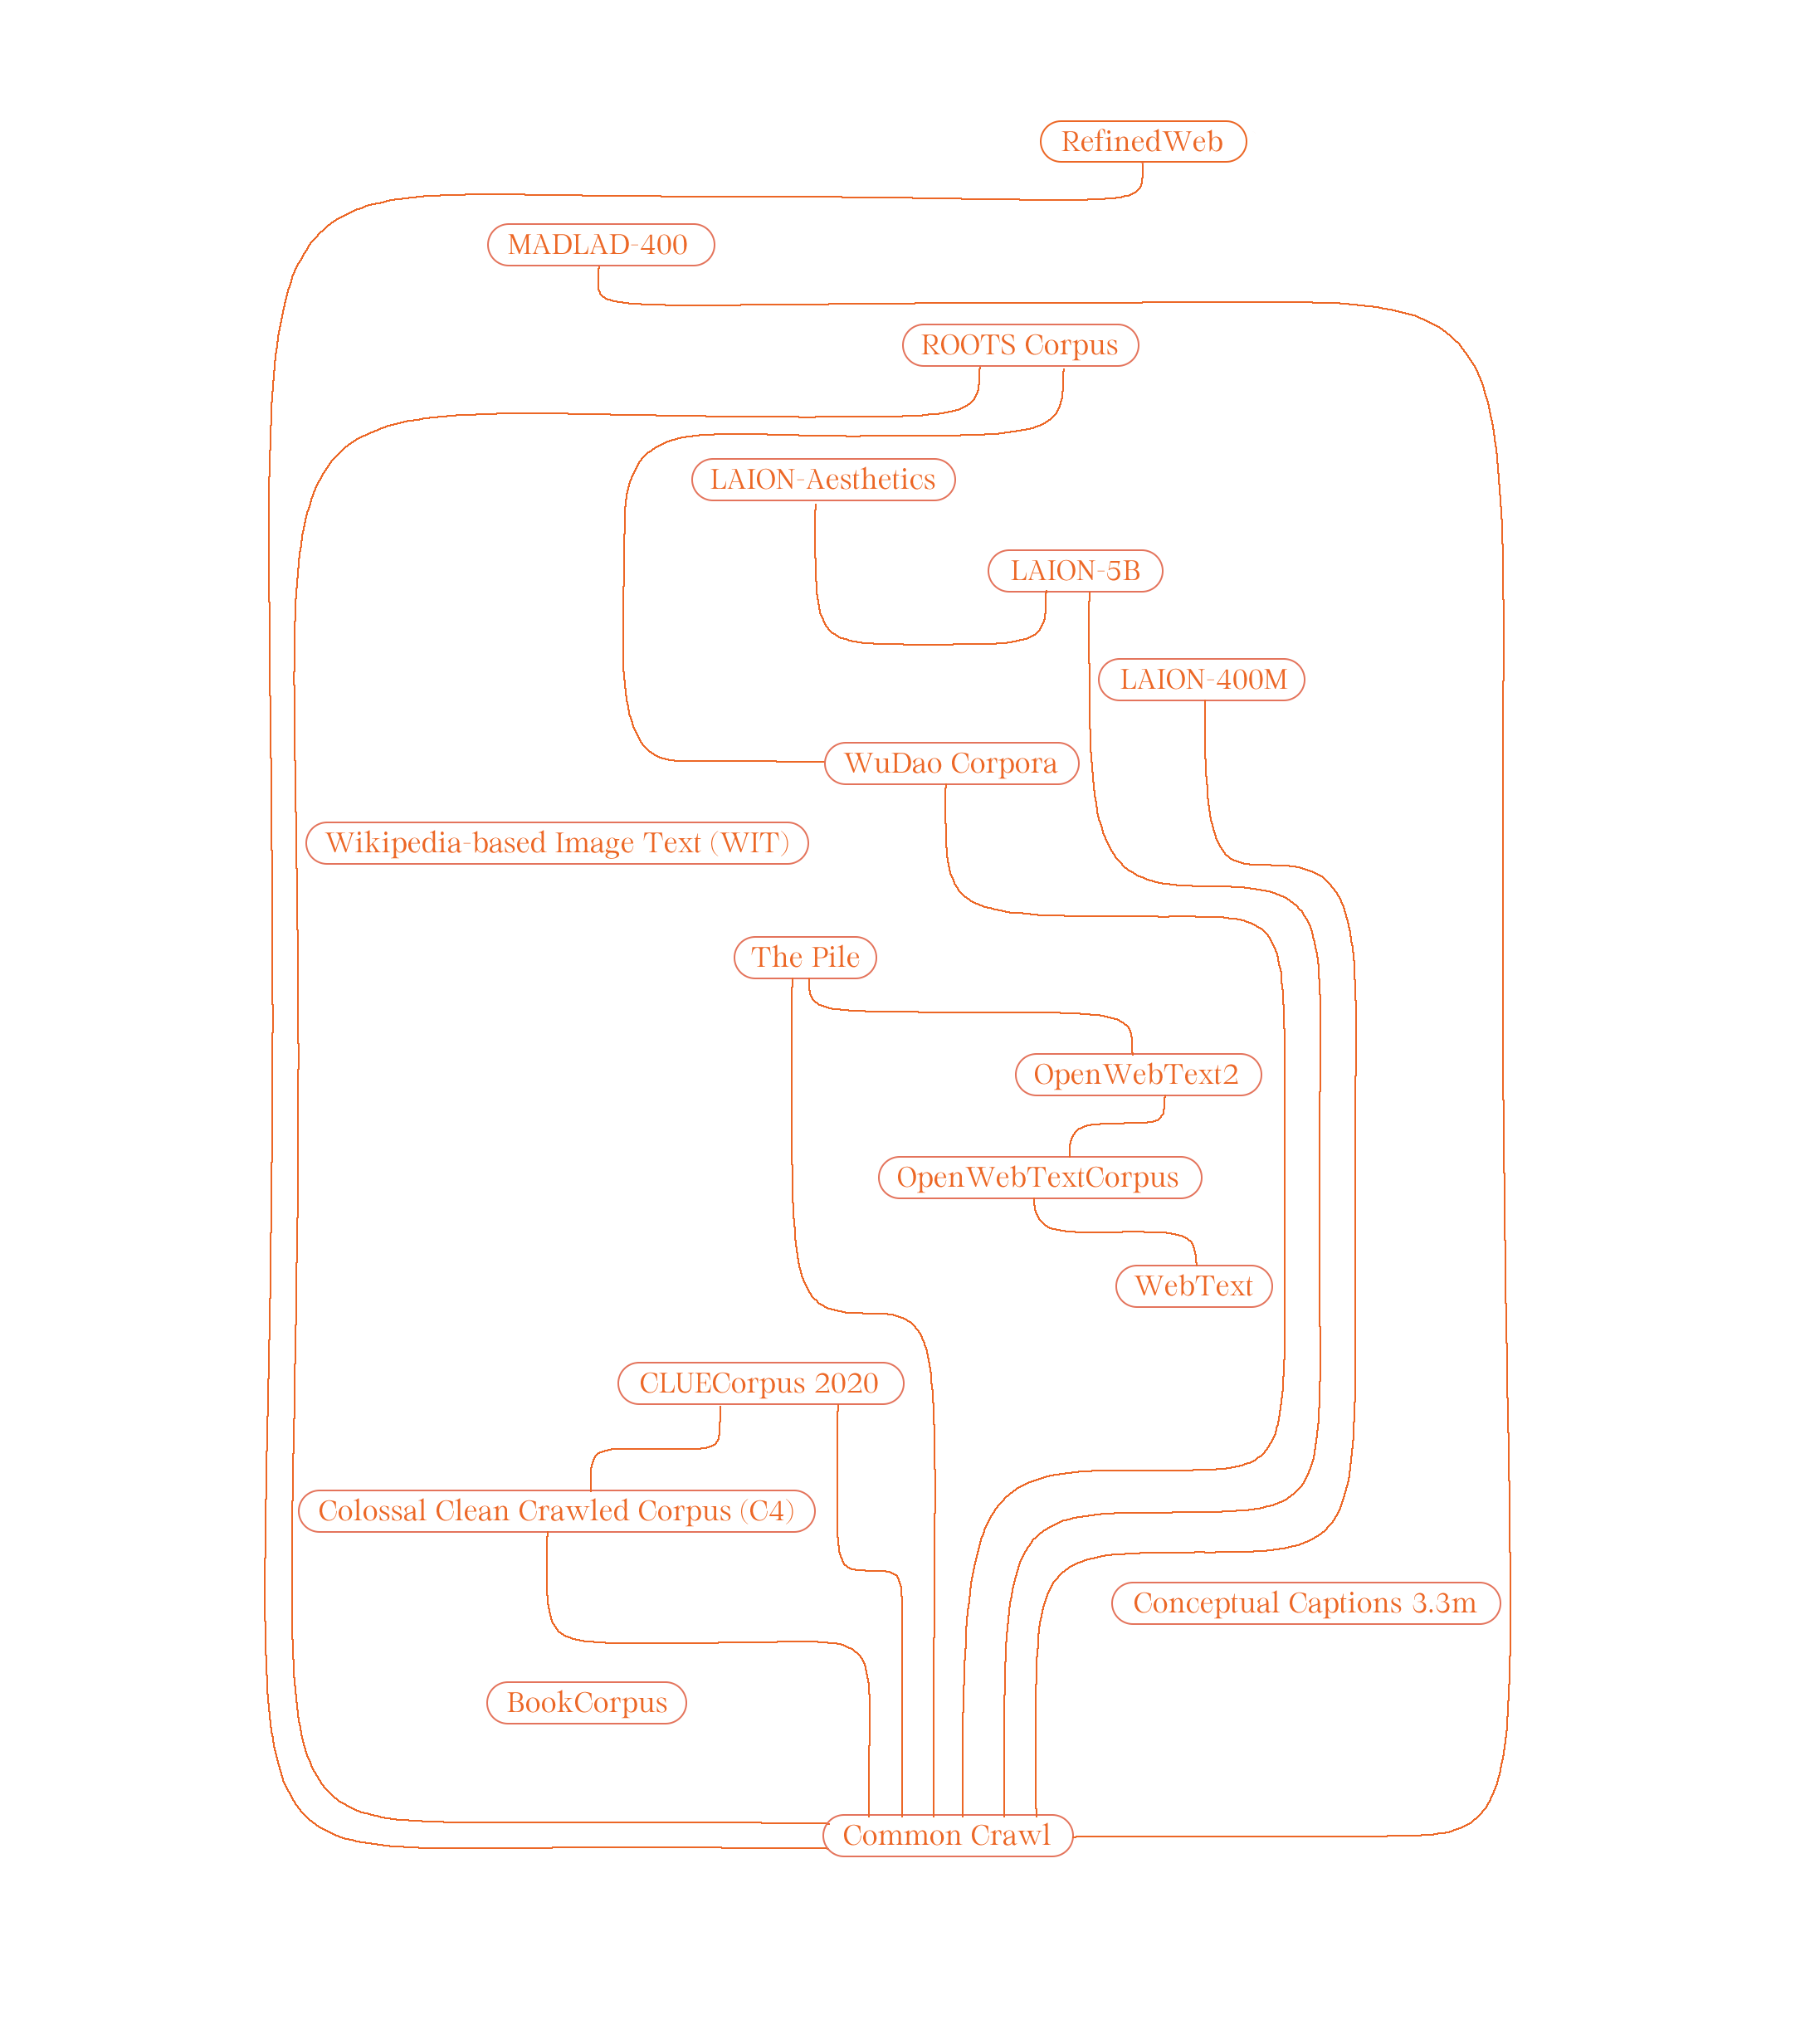 RefinedWeb
MADLAD-400
ROOTS Corpus
LAION-Aesthetics
LAION-5B
LAION-400M
WuDao Corpora
Wikipedia-based Image Text (WIT)
The Pile
OpenWebText2
OpenWebTextCorpus
WebText
CLUECorpus 2020
Colossal Clean Crawled Corpus (C4)
Conceptual Captions 3.3m
BookCorpus
Common Crawl